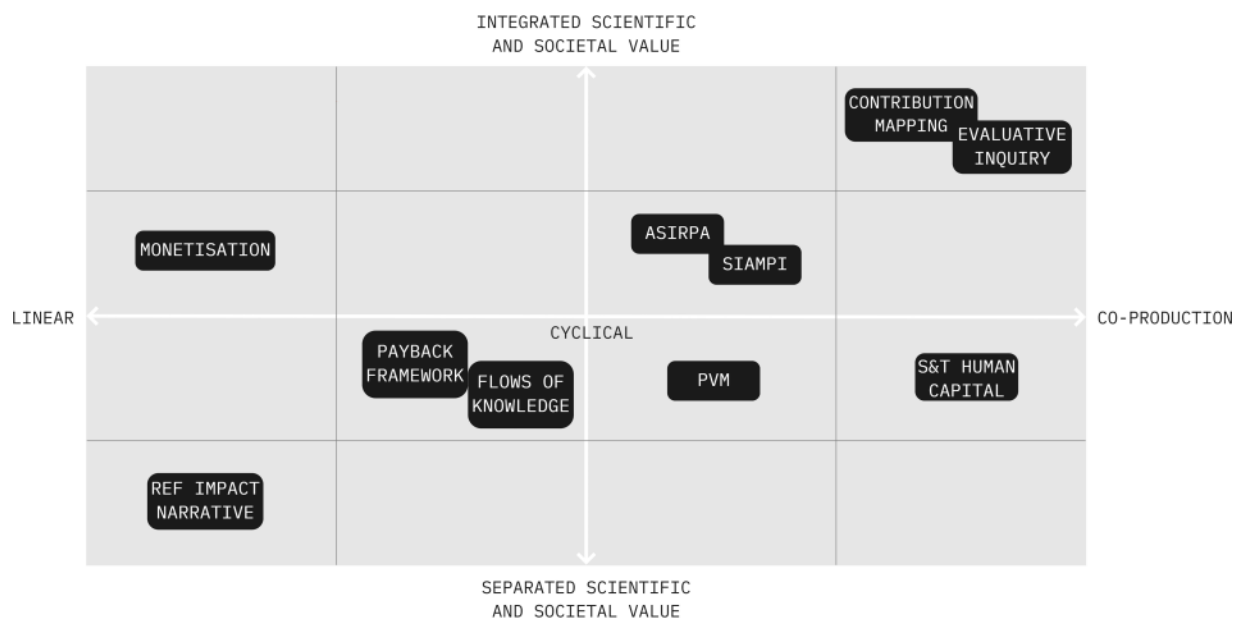 INTEGRATED SCIENTIFIC
AND SOCIETAL VALUE
CONTRIBUTION
MAPPING
EVALUATIVE
INQUIRY
MONETISATION
ASIRPA
SIAMPI
LINEAR
CYCLICAL
CO-PRODUCTION
PAYBACK
FRAMEWORK
FLOWS OF
KNOWLEDGE
PVM
S&T HUMAN
CAPITAL
REF IMPACT
NARRATIVE
SEPARATED SCIENTIFIC
AND SOCIETAL VALUE